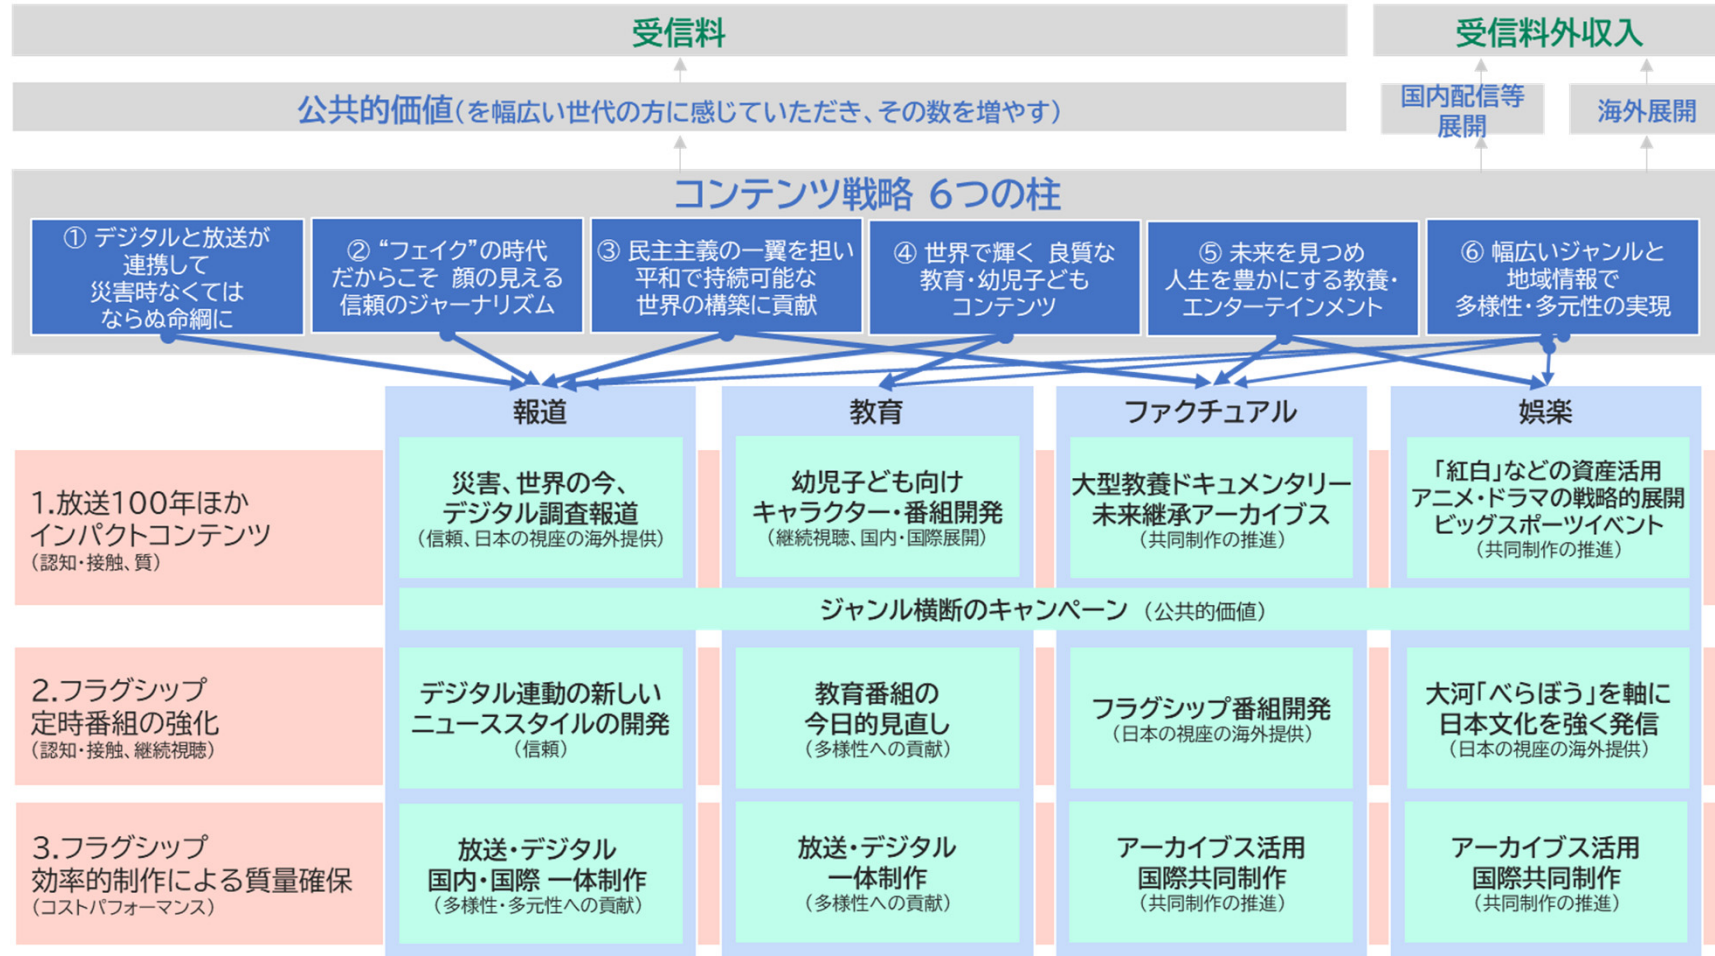 受信料
受信料外収入
公共的価値(を幅広い世代の方に感じていただき、その数を増やす)
国内配信等
展開
海外展開
コンテンツ戦略 6つの柱
① デジタルと放送が
連携して
災害時なくては
ならぬ命綱に
② “フェイク”の時代
だからこそ 顔の見える
信頼のジャーナリズム
③ 民主主義の一翼を担い
平和で持続可能な
世界の構築に貢献
④ 世界で輝く 良質な
教育・幼児子ども
コンテンツ
⑤ 未来を見つめ
人生を豊かにする教養・
エンターテインメント
⑥ 幅広いジャンルと
地域情報で
多様性・多元性の実現
報道
教育
ファクチュアル
娯楽
1.放送100年ほか
インパクトコンテンツ
(認知・接触、質)
災害、世界の今、
デジタル調査報道
(信頼、日本の視座の海外提供)
幼児子ども向け
キャラクター・番組開発
(継続視聴、国内・国際展開)
大型教養ドキュメンタリー
未来継承アーカイブス
(共同制作の推進)
「紅白」などの資産活用
アニメ・ドラマの戦略的展開
ビッグスポーツイベント
(共同制作の推進)
ジャンル横断のキャンペーン (公共的価値)
2.フラグシップ
定時番組の強化
(認知・接触、継続視聴)
デジタル連動の新しい
ニューススタイルの開発
(信頼)
教育番組の
今日的見直し
(多様性への貢献)
フラグシップ番組開発
(日本の視座の海外提供)
大河「べらぼう」を軸に
日本文化を強く発信
(日本の視座の海外提供)
3.フラグシップ
効率的制作による質量確保
(コストパフォーマンス)
放送・デジタル
国内・国際 一体制作
(多様性・多元性への貢献)
放送・デジタル
一体制作
(多様性への貢献)
アーカイブス活用
国際共同制作
(共同制作の推進)
アーカイブス活用
国際共同制作
(共同制作の推進)